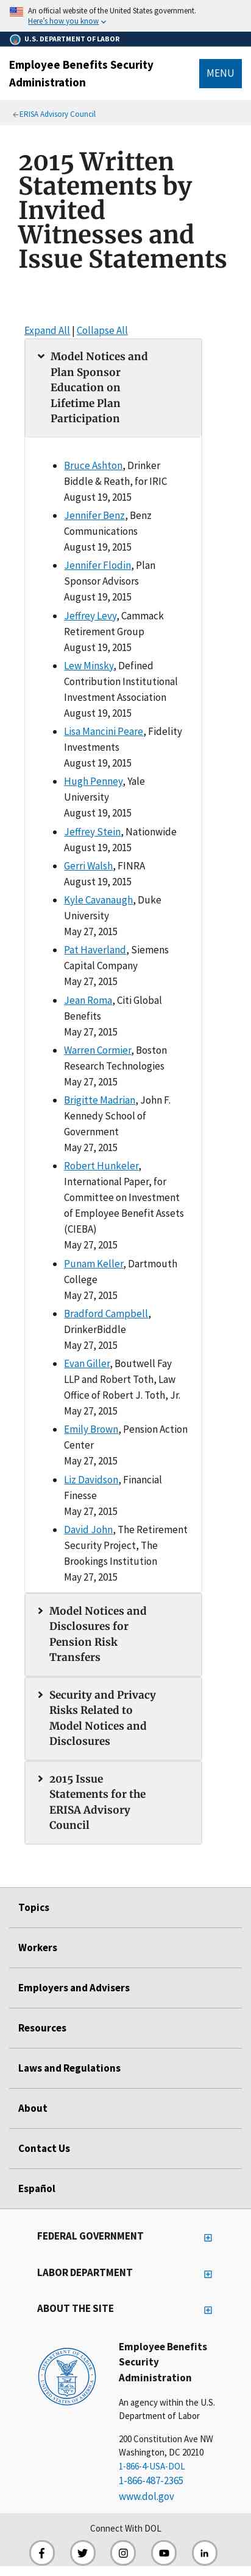 An official website of the United States government.
Here's how you know
U.S. DEPARTMENT OF LABOR
Employee Benefits Security
Administration
MENU
ERISA Advisory Council
2015 Written
Statements by
Invited
Witnesses and
Issue Statements
Expand All | Collapse All
Model Notices and
Plan Sponsor
Education on
Lifetime Plan
Participation
Bruce Ashton, Drinker
Biddle & Reath, for IRIC
August 19, 2015
Jennifer Benz, Benz
Communications
August 19, 2015
Jennifer Flodin, Plan
Sponsor Advisors
August 19, 2015
Jeffrey Levy, Cammack
Retirement Group
August 19, 2015
Lew Minsky, Defined
Contribution Institutional
Investment Association
August 19, 2015
Lisa Mancini Peare, Fidelity
Investments
August 19, 2015
Hugh Penney, Yale
University
August 19, 2015
Jeffrey Stein, Nationwide
August 19, 2015
Gerri Walsh, FINRA
August 19, 2015
Kyle Cavanaugh, Duke
University
May 27, 2015
Pat Haverland, Siemens
Capital Company
May 27, 2015
Jean Roma, Citi Global
Benefits
May 27, 2015
Warren Cormier, Boston
Research Technologies
May 27, 2015
Brigitte Madrian, John F.
Kennedy School of
Government
May 27, 2015
Robert Hunkeler,
International Paper, for
Committee on Investment
of Employee Benefit Assets
(CIEBA)
May 27, 2015
Punam Keller, Dartmouth
College
May 27, 2015
Bradford Campbell,
DrinkerBiddle
May 27, 2015
Evan Giller, Boutwell Fay
LLP and Robert Toth, Law
Office of Robert J. Toth, Jr.
May 27, 2015
Emily Brown, Pension Action
Center
May 27, 2015
Liz Davidson, Financial
Finesse
May 27, 2015
David John, The Retirement
Security Project, The
Brookings Institution
May 27, 2015
Model Notices and
Disclosures for
Pension Risk
Transfers
Security and Privacy
Risks Related to
Model Notices and
Disclosures
2015 Issue
Statements for the
ERISA Advisory
Council
Topics
Workers
Employers and Advisers
Resources
Laws and Regulations
About
Contact Us
Español
FEDERAL GOVERNMENT
LABOR DEPARTMENT
ABOUT THE SITE
Employee Benefits
Security
Administration
An agency within the U.S.
Department of Labor
200 Constitution Ave NW
Washington, DC 20210
1-866-4-USA-DOL
1-866-487-2365
www.dol.gov
Connect With DOL